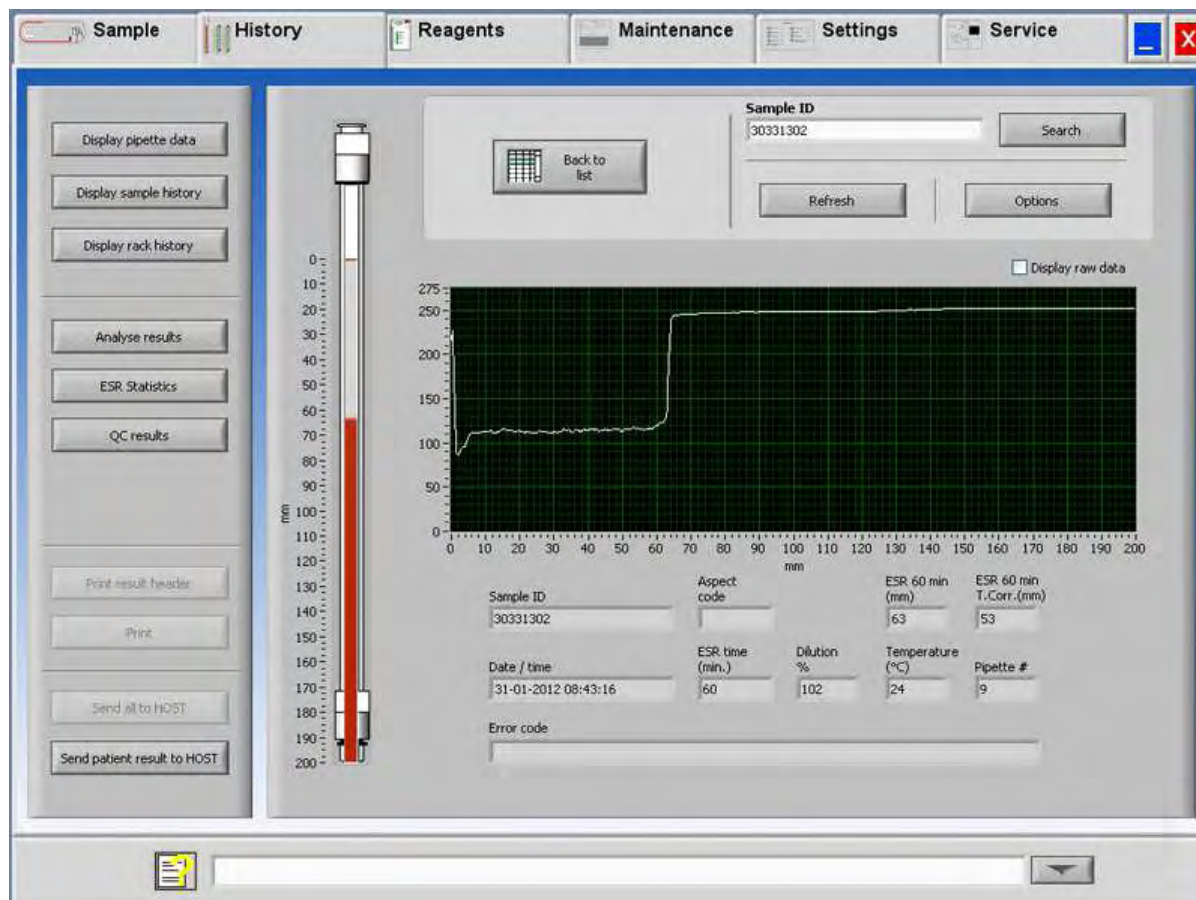 Sample
History
Reagents
Maintenance
Settings
Service
Display pipette data
Display sample history
Display rack history
Analyse results
ESR Statistics
QC results
Print result header
Print
Send all to HOST
Send patient result to HOST
Back to
list
Sample ID
30331302
Search
Refresh
Options
Display raw data
0
10
20
30
40
50
60
70
80
90
100
110
120
130
140
150
160
170
180
190
200
mm
275
250
200
150
100
50
0
0 10 20 30 40 50 60 70 80 90 100 110 120 130 140 150 160 170 180 190 200
mm
Sample ID
30331302
Aspect
code
ESR 60 min
(mm)
63
ESR 60 min
T.Corr.(mm)
53
Date / time
31-01-2012 08:43:16
ESR time
(min.)
60
Dilution
%
102
Temperature
(°C)
24
Pipette #
9
Error code